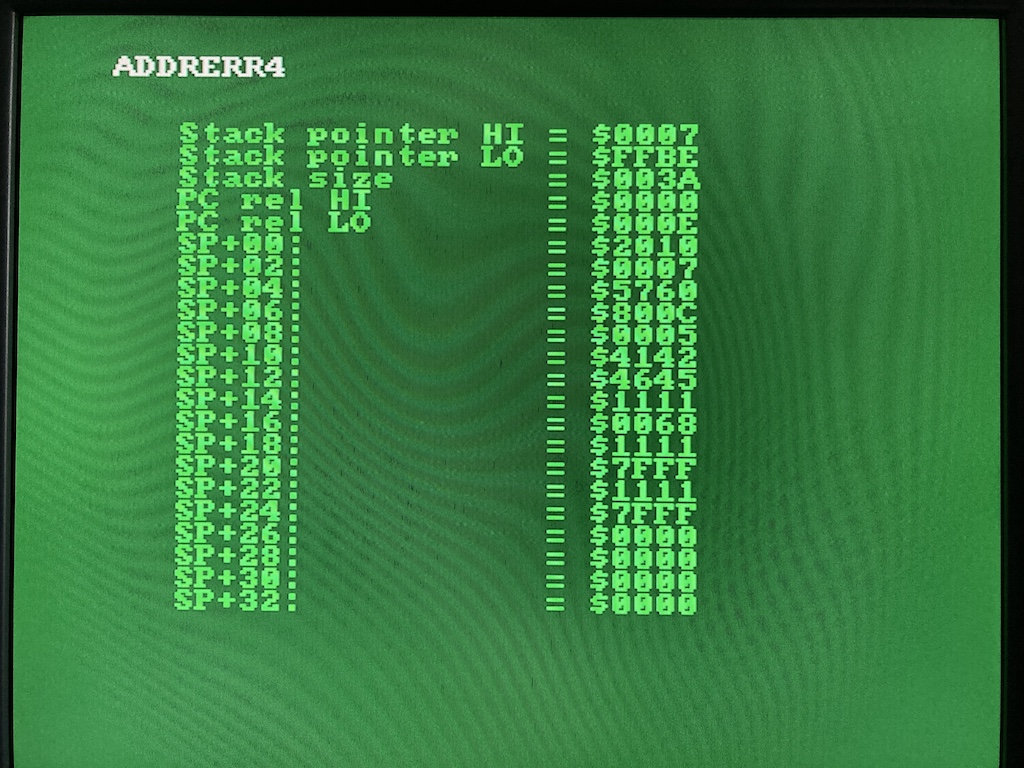 ADDRERR4
Stack pointer HI = $0007
Stack pointer LO = $FFBE
Stack size = $003A
PC rel HI = $0000
PC rel LO = $000E
SP+00: = $2010
SP+02: = $0007
SP+04: = $5760
SP+06: = $800C
SP+08: = $0005
SP+10: = $4142
SP+12: = $4645
SP+14: = $1111
SP+16: = $0068
SP+18: = $1111
SP+20: = $7FFF
SP+22: = $1111
SP+24: = $7FFF
SP+26: = $0000
SP+28: = $0000
SP+30: = $0000
SP+32: = $0000